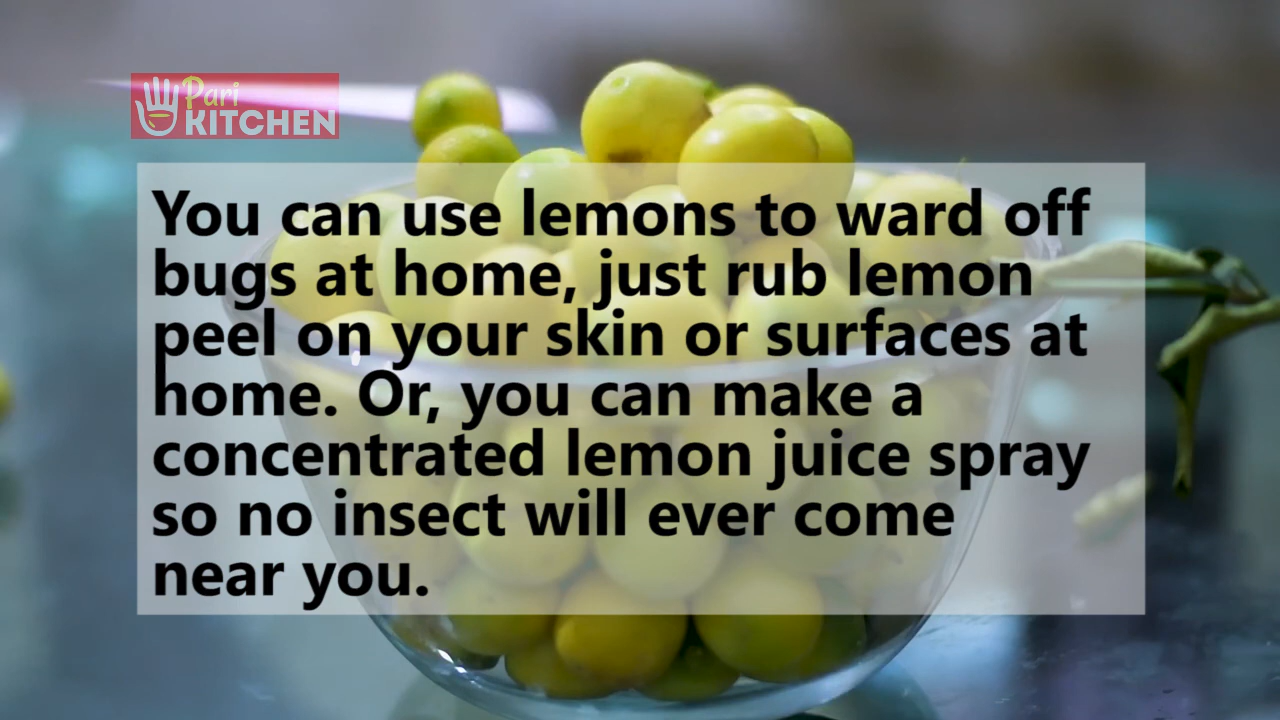 Pari
KITCHEN
You can use lemons to ward off
bugs at home, just rub lemon
peel on your skin or surfaces at
home. Or, you can make a
concentrated lemon juice spray
so no insect will ever come
near you.